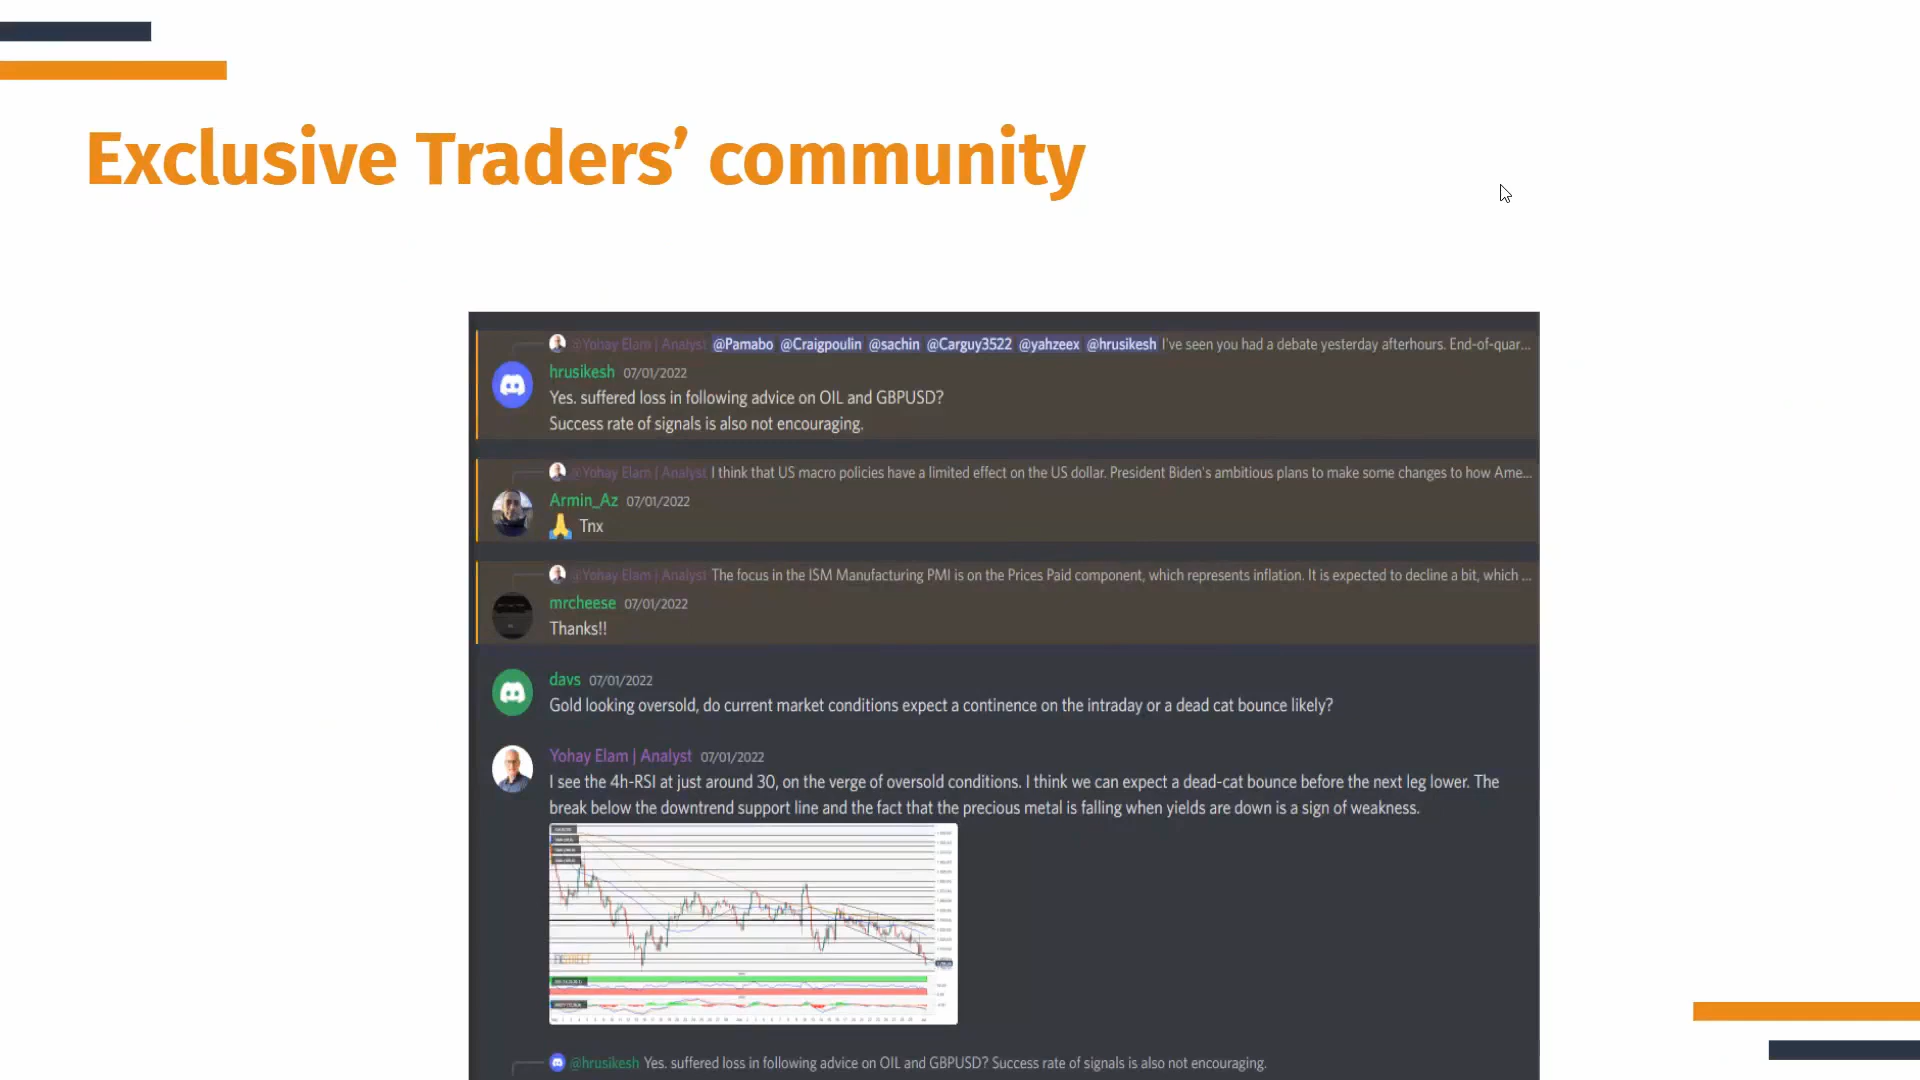 Exclusive Traders’ community
@Yohay Elam | Analyst @Pamabo @Craigpoulin @sachin @Carguy3522 @yahzeex @hrusikesh I've seen you had a debate yesterday afterhours. End-of-quar...
hrusikesh 07/01/2022
Yes. suffered loss in following advice on OIL and GBPUSD?
Success rate of signals is also not encouraging.
@Yohay Elam | Analyst I think that US macro policies have a limited effect on the US dollar. President Biden's ambitious plans to make some changes to how Ame...
Armin_Az 07/01/2022
🙏 Tnx
@Yohay Elam | Analyst The focus in the ISM Manufacturing PMI is on the Prices Paid component, which represents inflation. It is expected to decline a bit, which ...
mrcheese 07/01/2022
Thanks!!
davs 07/01/2022
Gold looking oversold, do current market conditions expect a continence on the intraday or a dead cat bounce likely?
Yohay Elam | Analyst 07/01/2022
I see the 4h-RSI at just around 30, on the verge of oversold conditions. I think we can expect a dead-cat bounce before the next leg lower. The
break below the downtrend support line and the fact that the precious metal is falling when yields are down is a sign of weakness.
FXSTREET
@hrusikesh Yes. suffered loss in following advice on OIL and GBPUSD? Success rate of signals is also not encouraging.